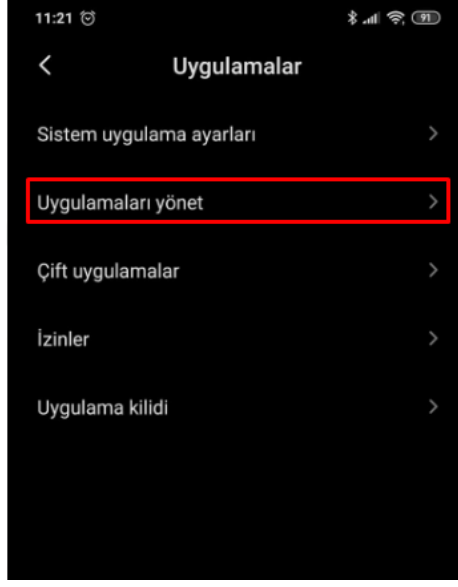 11:21 91
Uygulamalar
Sistem uygulama ayarları
Uygulamaları yönet
Çift uygulamalar
İzinler
Uygulama kilidi